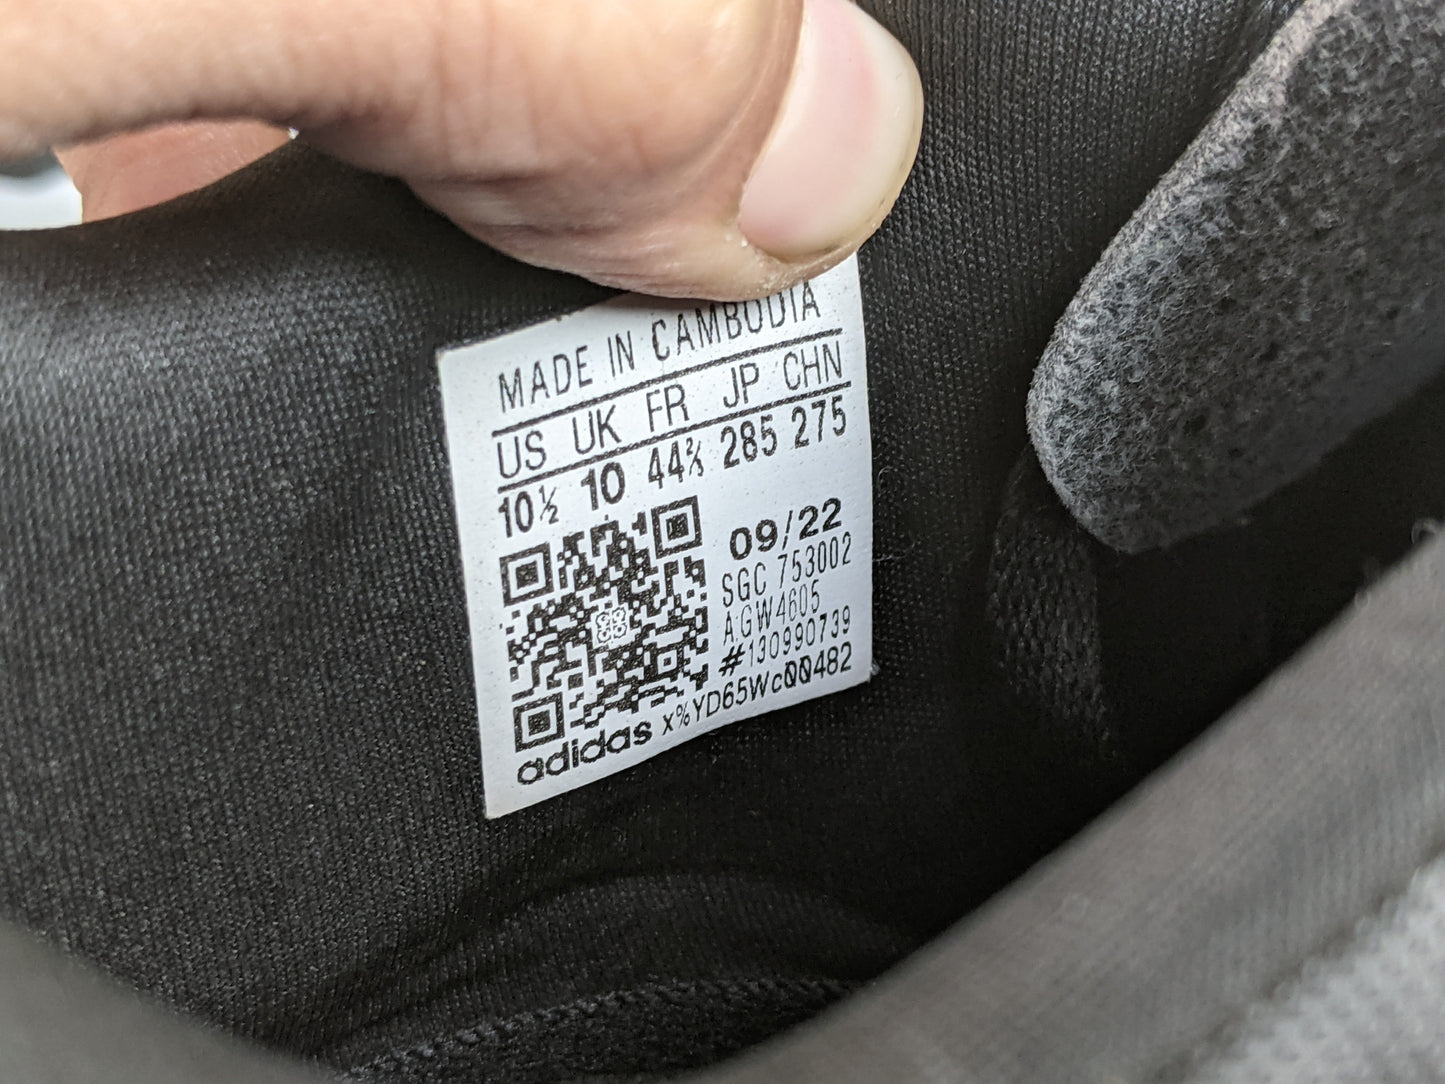 MADE IN CAMBODIA
US UK FR JP CHN
10½ 10 44⅔ 285 275
09/22
SGC 753002
AGW4605
#130990739
adidas x%YD65Wc00482